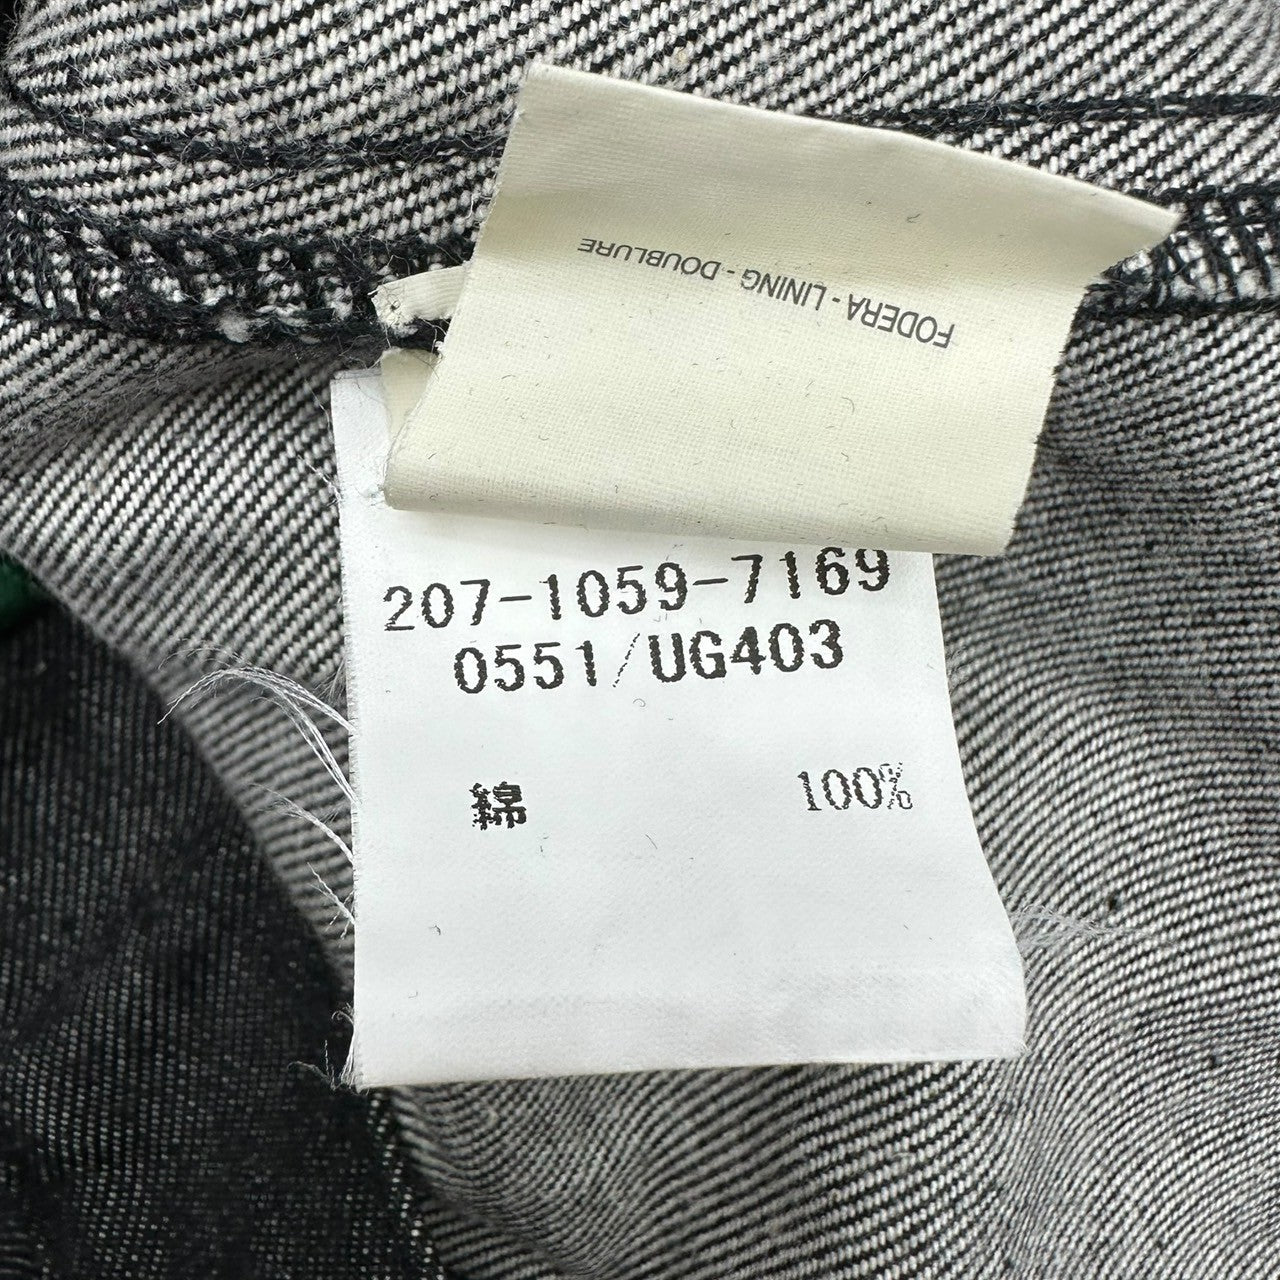 FODERA - LINING - DOUBLURE
207-1059-7169
0551/UG403
綿 100%